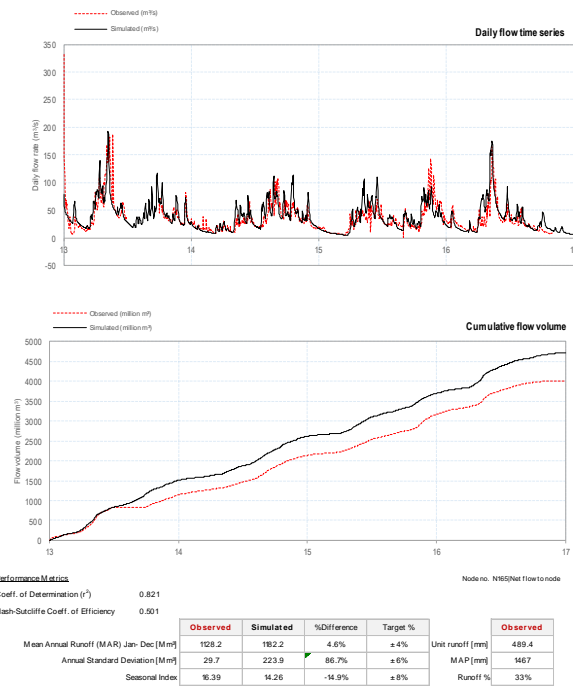 Observed (m³/s)
Simulated (m³/s)
Daily flow time series
Daily flow rate (m³/s)
350
300
250
200
150
100
50
0
-50
13
14
15
16
1
Observed (million m³)
Simulated (million m³)
Cumulative flow volume
Flow volume (million m³)
5000
4500
4000
3500
3000
2500
2000
1500
1000
500
0
13
14
15
16
17
Performance Metrics
Node no. N165|Net flow to node
Coeff. of Determination (r²) 0.821
Nash-Sutcliffe Coeff. of Efficiency 0.501
Observed Simulated %Difference Target % Observed
Mean Annual Runoff (MAR) Jan- Dec [Mm³] 1128.2 1182.2 4.6% ±4% Unit runoff [mm] 489.4
Annual Standard Deviation [Mm³] 29.7 223.9 86.7% ±6% MAP [mm] 1467
Seasonal Index 16.39 14.26 -14.9% ±8% Runoff % 33%